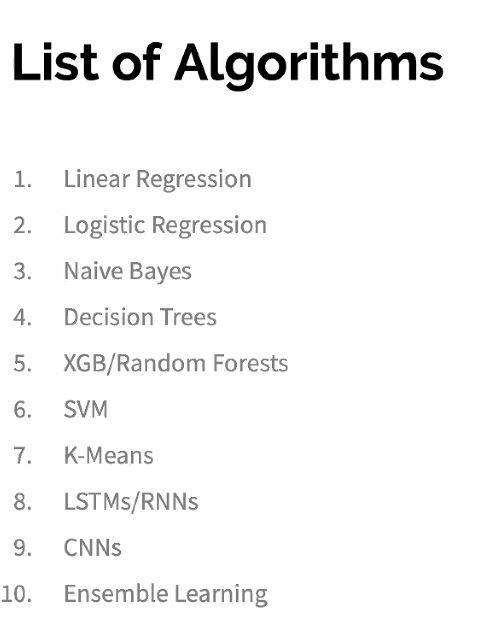 List of Algorithms
1. Linear Regression
2. Logistic Regression
3. Naive Bayes
4. Decision Trees
5. XGB/Random Forests
6. SVM
7. K-Means
8. LSTMs/RNNs
9. CNNs
10. Ensemble Learning